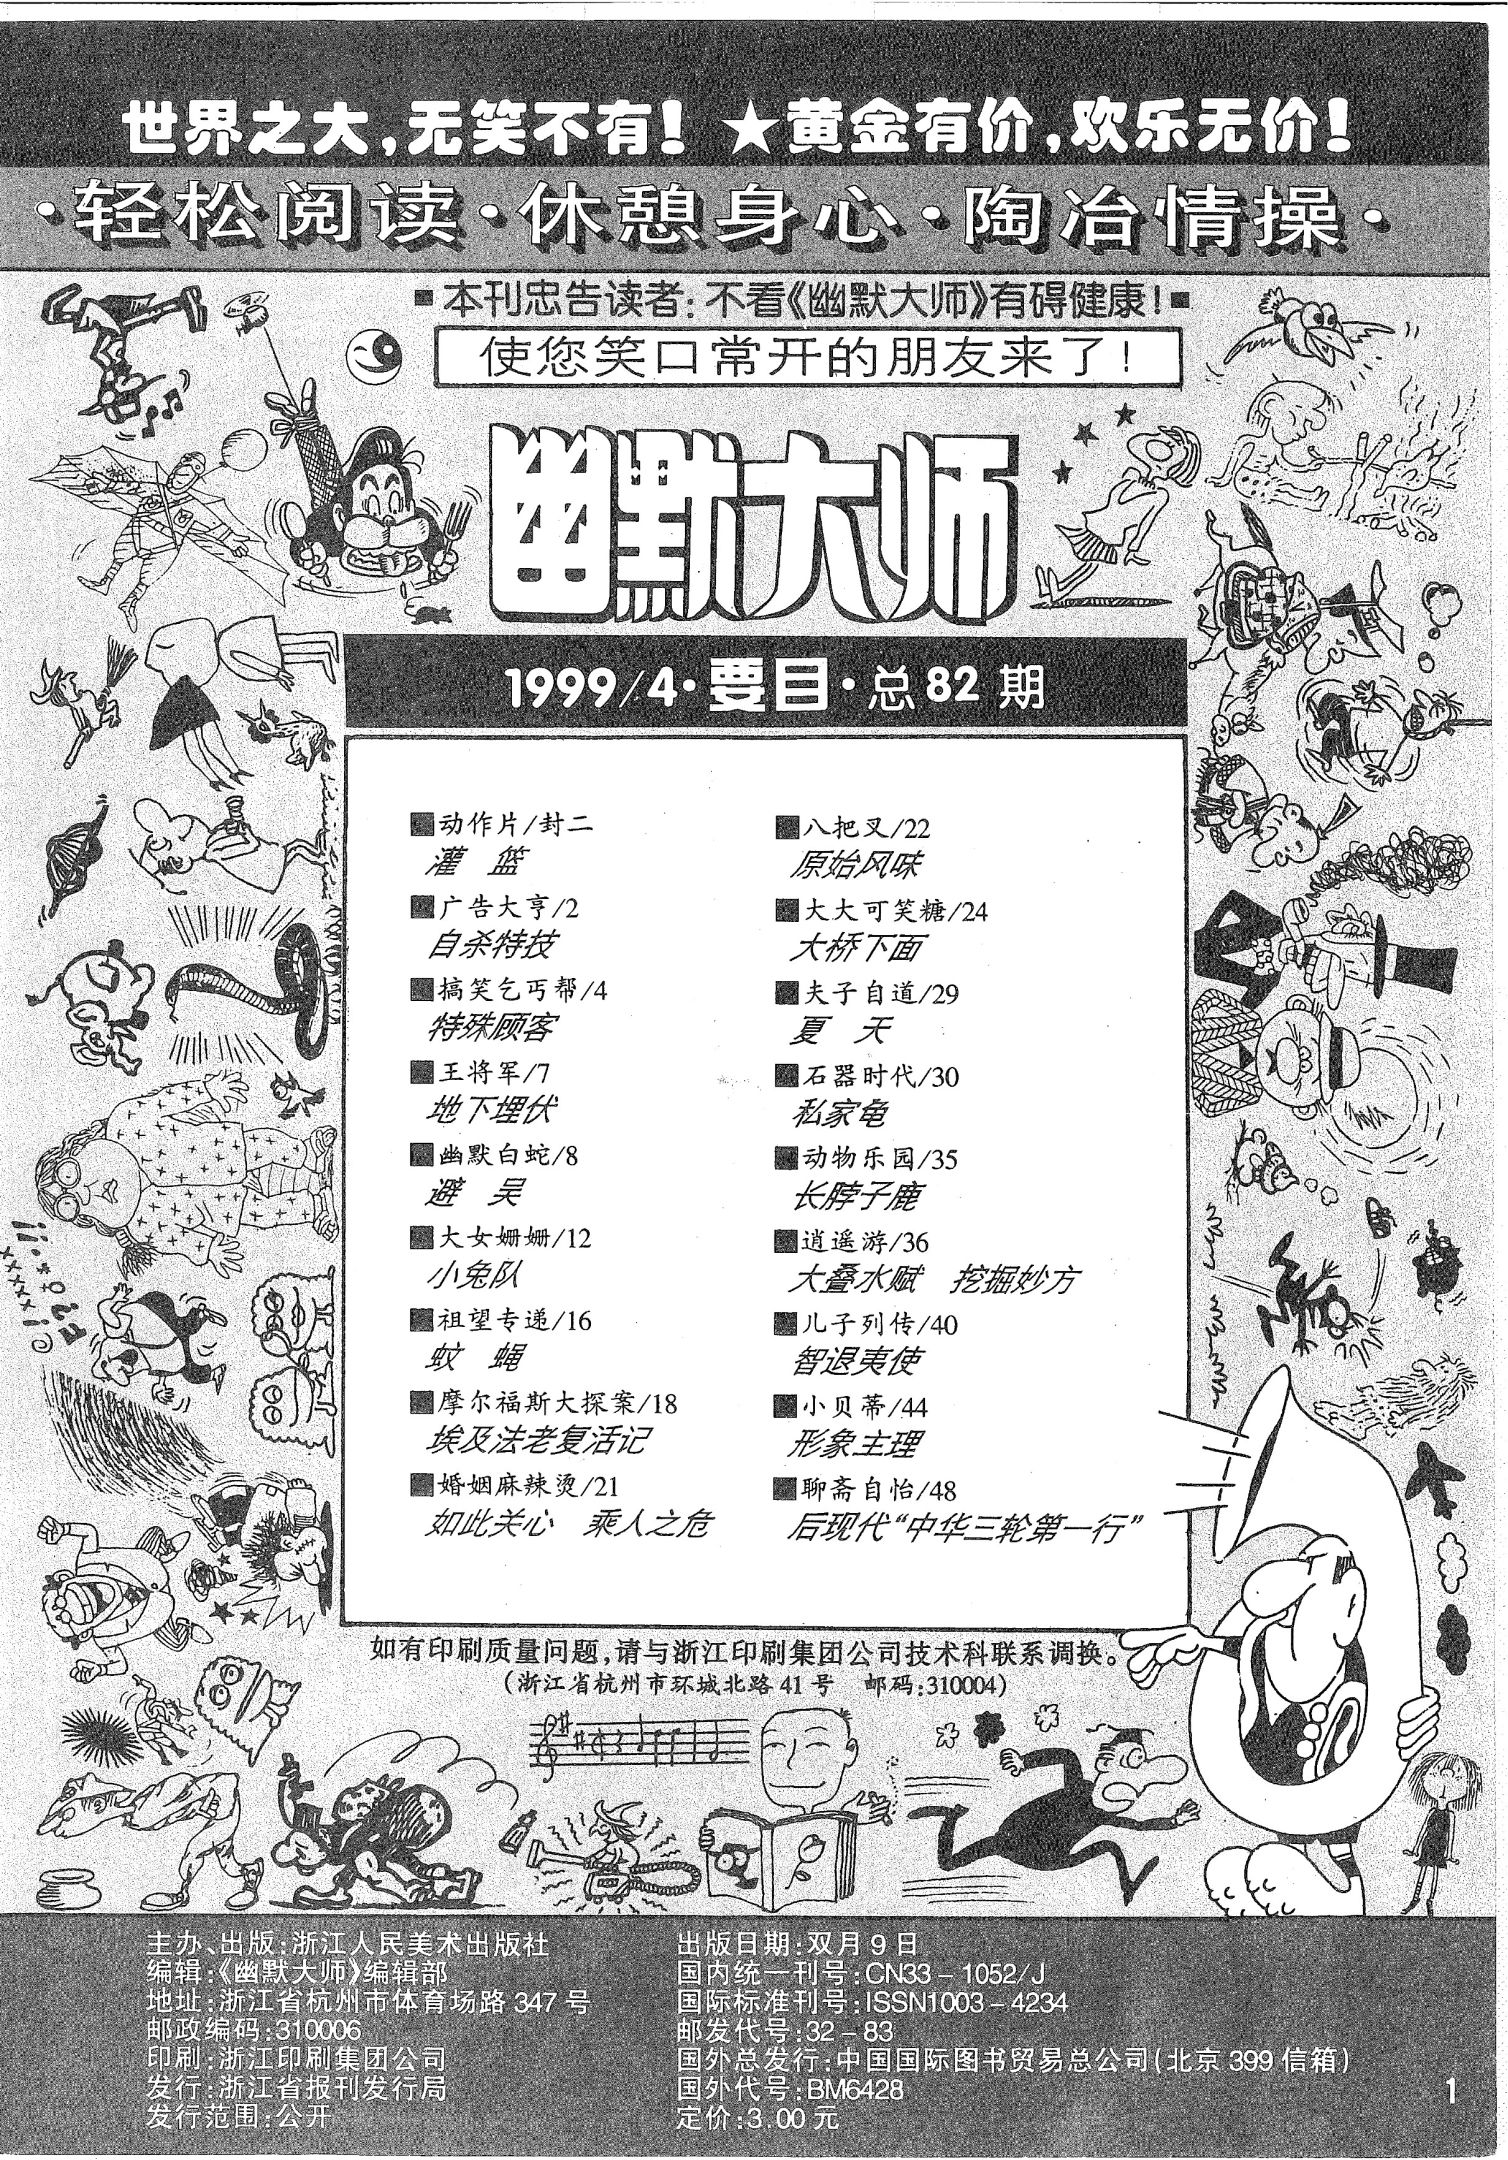 世界之大,无笑不有! ★黄金有价,欢乐无价!
·轻松阅读·休憩身心·陶冶情操·
■本刊忠告读者:不看《幽默大师》有碍健康!■
使您笑口常开的朋友来了!
幽默大师
1999/4·要目·总82期
■动作片/封二
灌 篮
■广告大亨/2
自杀特技
■搞笑乞丐帮/4
特殊顾客
■王将军/7
地下埋伏
■幽默白蛇/8
避 吴
■大女姗姗/12
小兔队
■祖望专递/16
蚊 蝇
■摩尔福斯大探案/18
埃及法老复活记
■婚姻麻辣烫/21
如此关心 乘人之危
■八把叉/22
原始风味
■大大可笑糖/24
大桥下面
■夫子自道/29
夏 天
■石器时代/30
私家龟
■动物乐园/35
长脖子鹿
■逍遥游/36
大叠水赋 挖掘妙方
■儿子列传/40
智退夷使
■小贝蒂/44
形象主理
■聊斋自怡/48
后现代“中华三轮第一行”
如有印刷质量问题,请与浙江印刷集团公司技术科联系调换。
(浙江省杭州市环城北路41号 邮码:310004)
主办、出版:浙江人民美术出版社
编辑:《幽默大师》编辑部
地址:浙江省杭州市体育场路347号
邮政编码:310006
印刷:浙江印刷集团公司
发行:浙江省报刊发行局
发行范围:公开
出版日期:双月9日
国内统一刊号:CN33-1052/J
国际标准刊号:ISSN1003-4234
邮发代号:32-83
国外总发行:中国国际图书贸易总公司(北京399信箱)
国外代号:BM6428
定价:3.00元
1